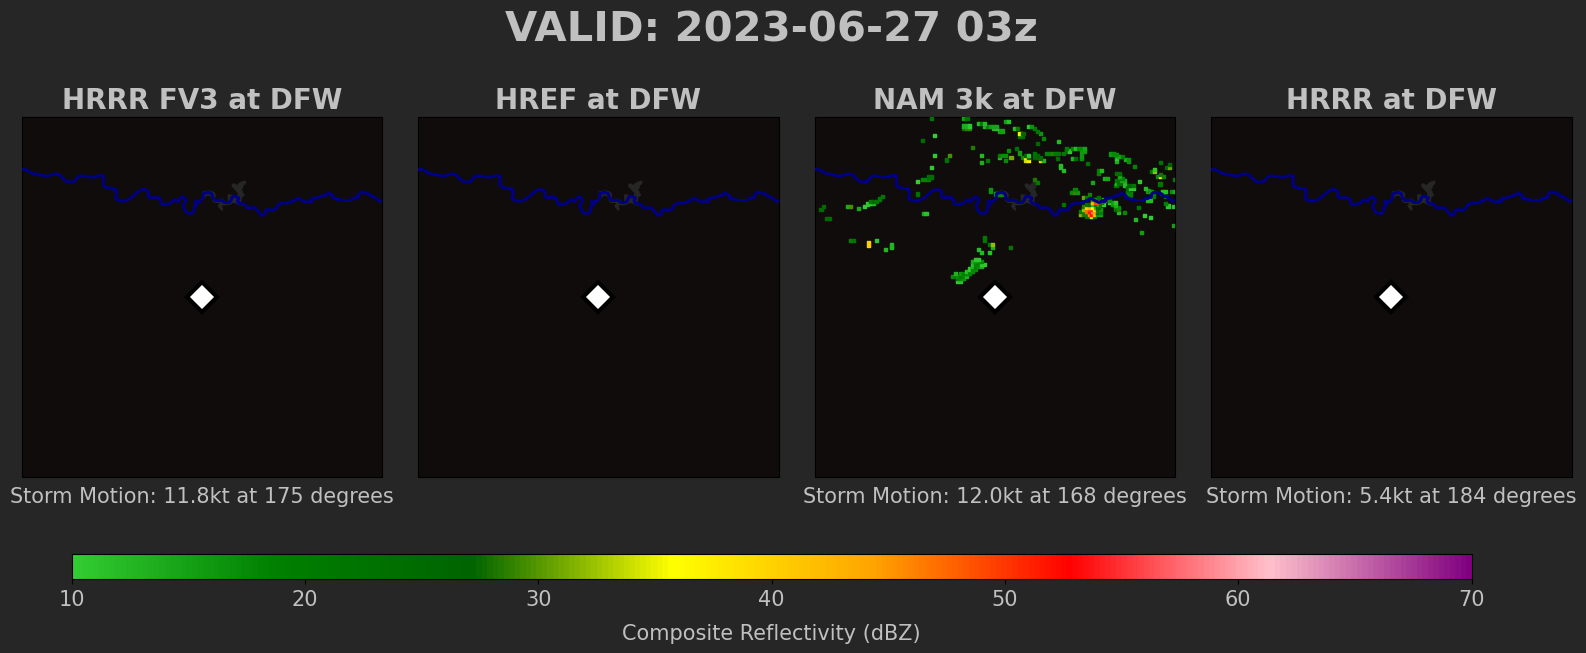 VALID: 2023-06-27 03z
HRRR FV3 at DFW
HREF at DFW
NAM 3k at DFW
HRRR at DFW
Storm Motion: 11.8kt at 175 degrees
Storm Motion: 12.0kt at 168 degrees
Storm Motion: 5.4kt at 184 degrees
10 20 30 40 50 60 70
Composite Reflectivity (dBZ)